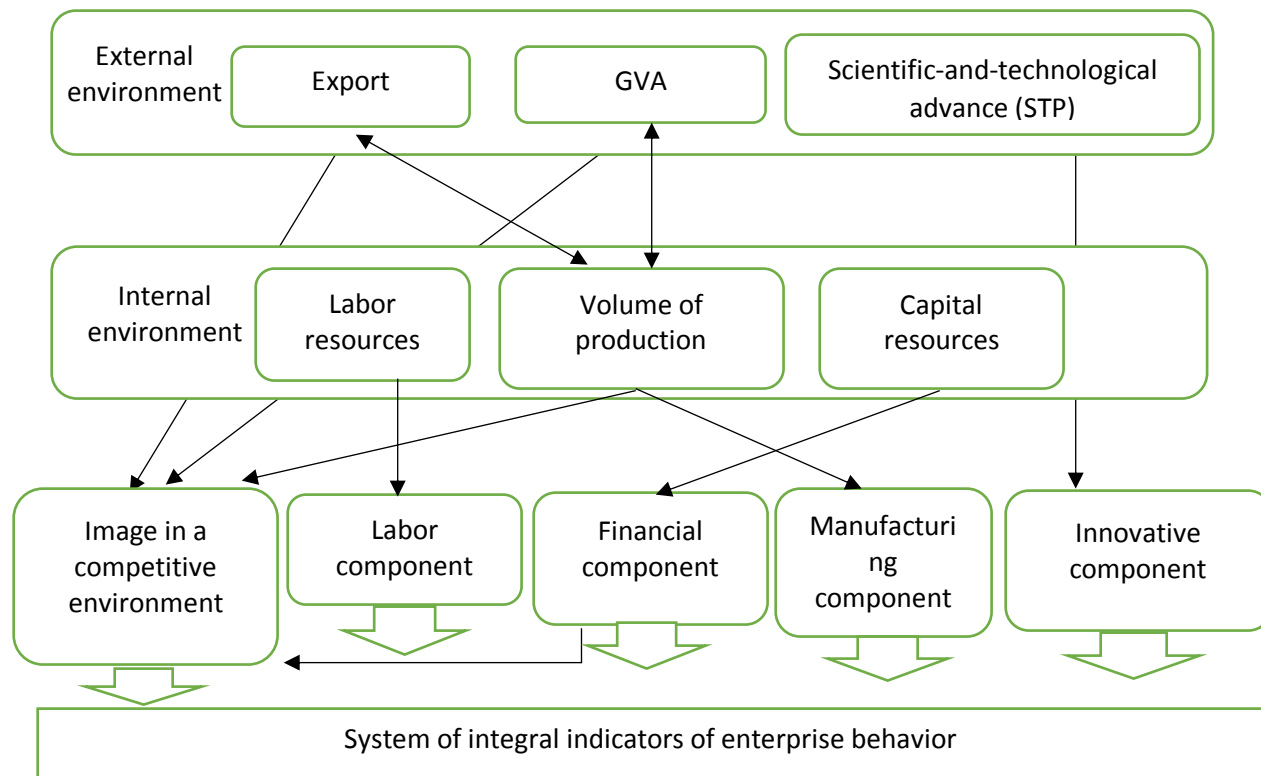 External
environment
Export
GVA
Scientific-and-technological
advance (STP)
Internal
environment
Labor
resources
Volume of
production
Capital
resources
Image in a
competitive
environment
Labor
component
Financial
component
Manufacturi
ng
component
Innovative
component
System of integral indicators of enterprise behavior